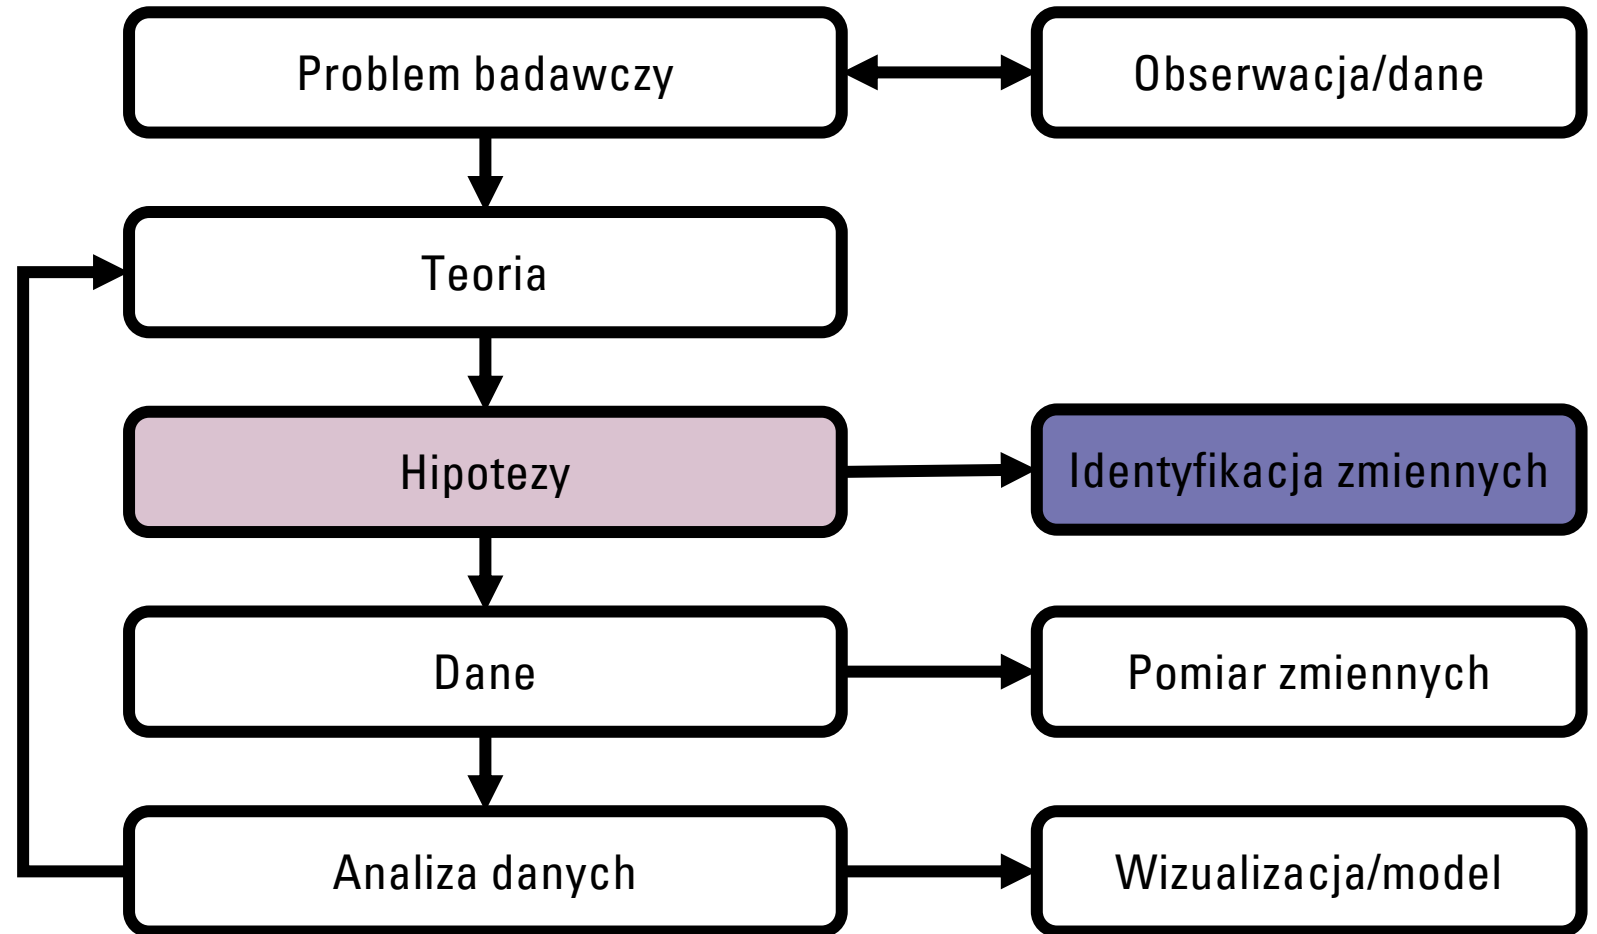 Problem badawczy
Obserwacja/dane
Teoria
Hipotezy
Identyfikacja zmiennych
Dane
Pomiar zmiennych
Analiza danych
Wizualizacja/model